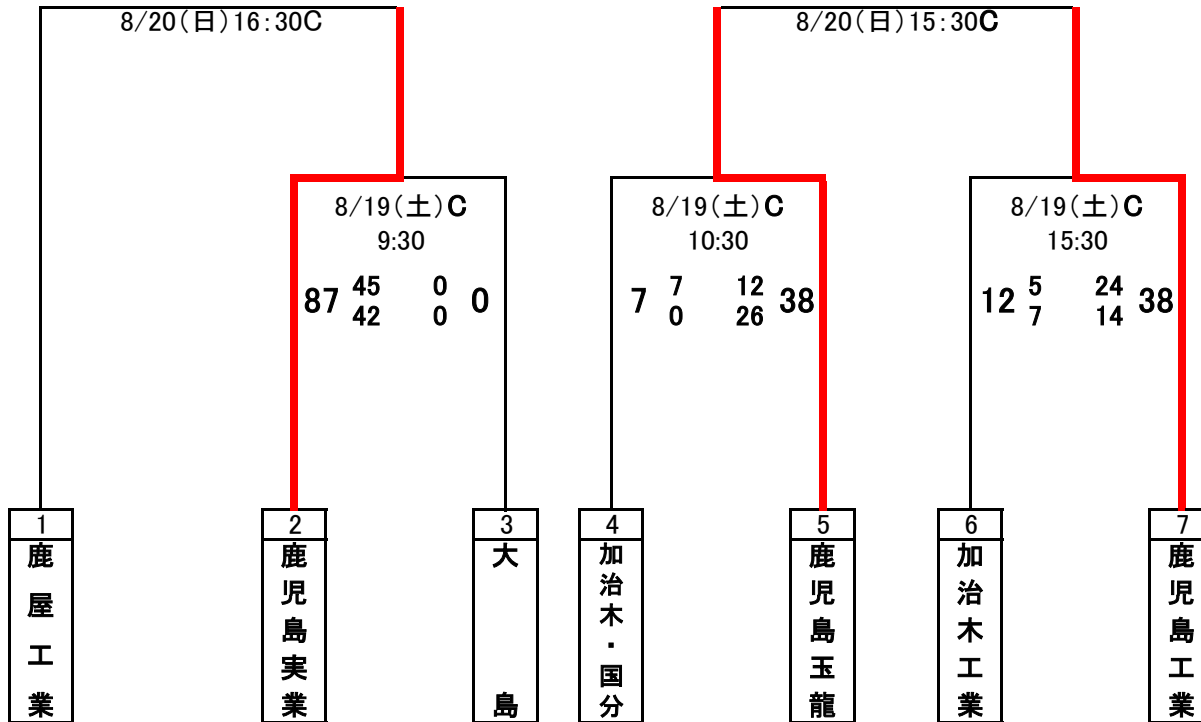 8/20(日)16:30C
8/20(日)15:30C
8/19(土)C
9:30
87 45 0 0
42 0
8/19(土)C
10:30
7 7 12 38
0 26
8/19(土)C
15:30
12 5 24 38
7 14
1
鹿屋工業
2
鹿児島実業
3
大島
4
加治木・国分
5
鹿児島玉龍
6
加治木工業
7
鹿児島工業